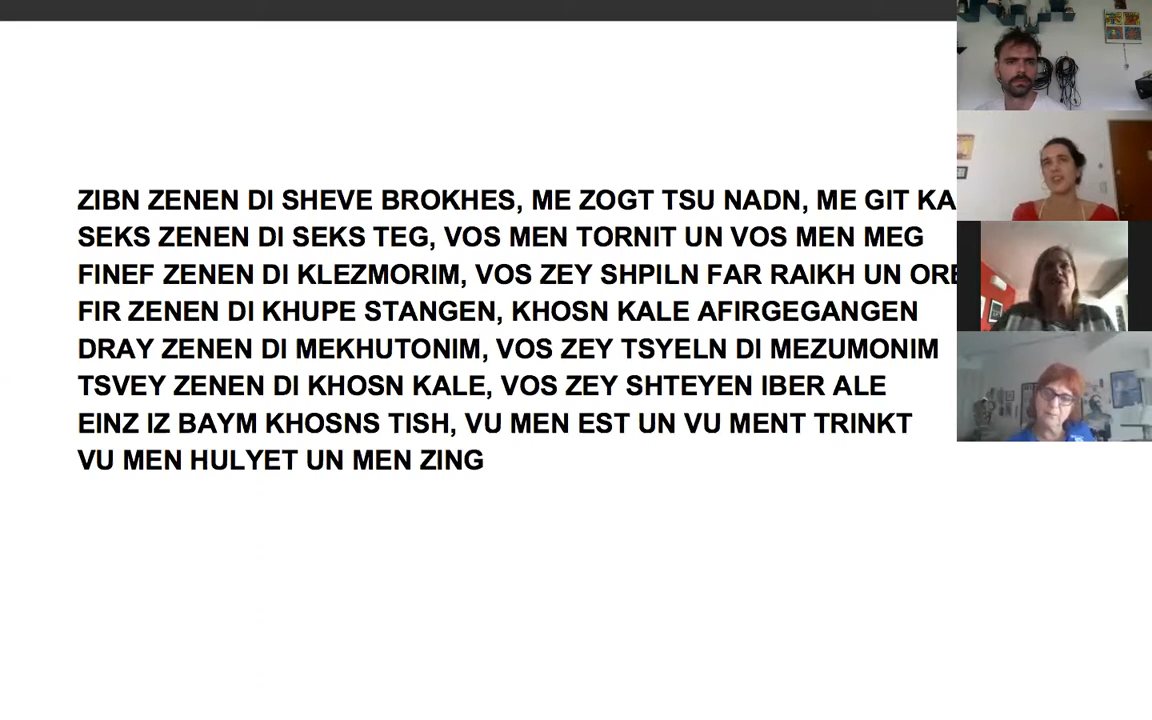 ZIBN ZENEN DI SHEVE BROKHES, ME ZOGT TSU NADN, ME GIT
SEKS ZENEN DI SEKS TEG, VOS MEN TORNIT UN VOS MEN MEG
FINEF ZENEN DI KLEZMORIM, VOS ZEY SHPILN FAR RAIKH UN
FIR ZENEN DI KHUPE STANGEN, KHOSN KALE AFIRGEGANGEN
DRAY ZENEN DI MEKHUTONIM, VOS ZEY TSYELN DI MEZUMONIM
TSVEY ZENEN DI KHOSN KALE, VOS ZEY SHTEYEN IBER ALE
EINZ IZ BAYM KHOSNS TISH, VU MEN EST UN VU MENT TRINKT
VU MEN HULYET UN MEN ZING